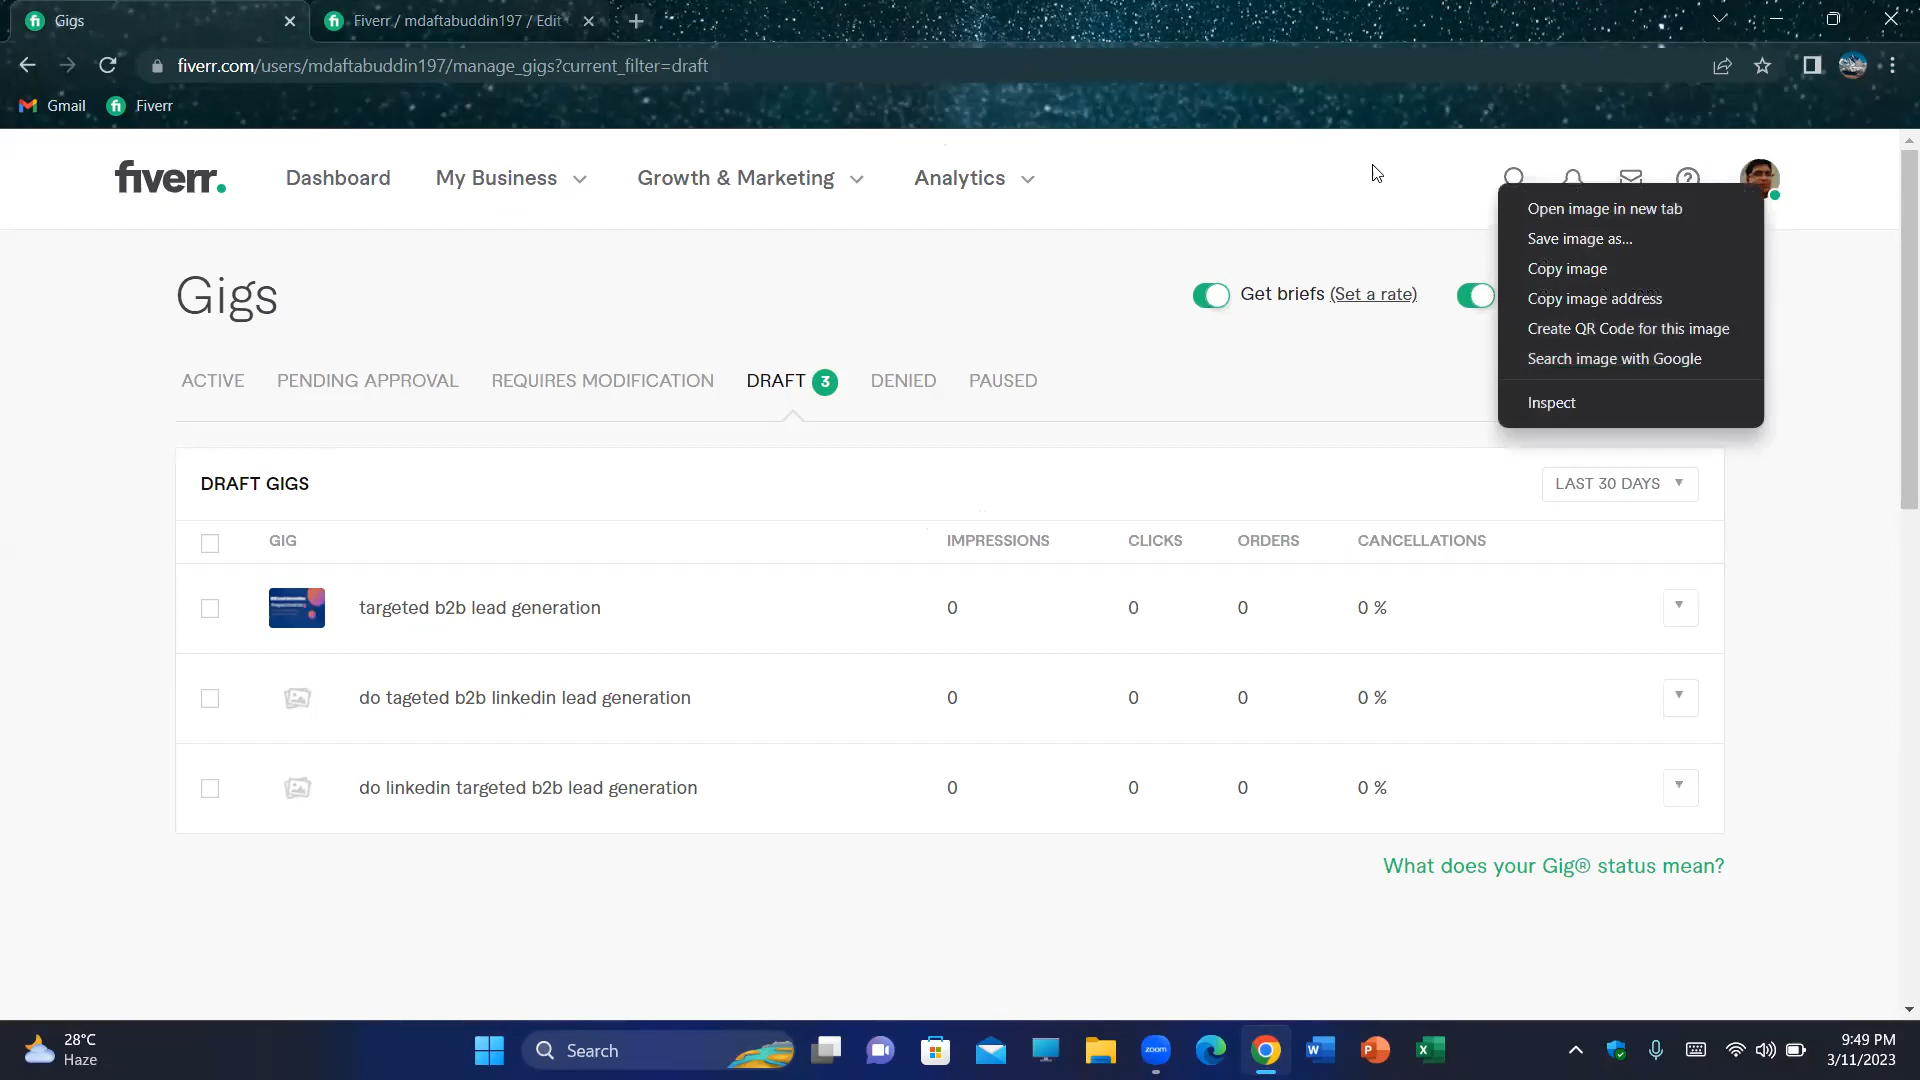 Gigs
Fiverr / mdaftabuddin197 / Edit
fiverr.com/users/mdaftabuddin197/manage_gigs?current_filter=draft
Gmail
Fiverr
fiverr.
Dashboard
My Business
Growth & Marketing
Analytics
Open image in new tab
Save image as...
Copy image
Copy image address
Create QR Code for this image
Search image with Google
Inspect
Gigs
Get briefs (Set a rate)
ACTIVE
PENDING APPROVAL
REQUIRES MODIFICATION
DRAFT 3
DENIED
PAUSED
DRAFT GIGS
LAST 30 DAYS
GIG IMPRESSIONS CLICKS ORDERS CANCELLATIONS
targeted b2b lead generation 0 0 0 0 %
do tageted b2b linkedin lead generation 0 0 0 0 %
do linkedin targeted b2b lead generation 0 0 0 0 %
What does your Gig® status mean?
28°C
Haze
Search
zoom
9:49 PM
3/11/2023